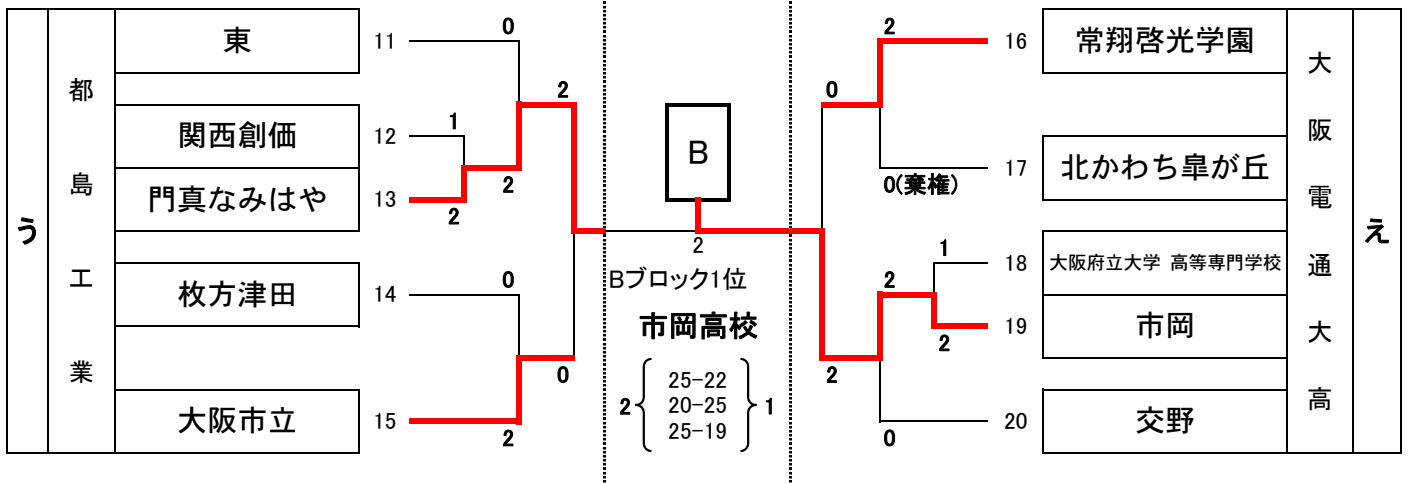 う
都島工業
東
11
0
関西創価
12
1
門真なみはや
13
2
2
2
枚方津田
14
0
大阪市立
15
2
0
B
2
Bブロック1位
市岡高校
2
25-22
20-25
25-19
1
2
16
常翔啓光学園
0
0(棄権)
17
北かわち皐が丘
1
18
大阪府立大学 高等専門学校
2
2
19
市岡
2
0
20
交野
大阪電通大高
え